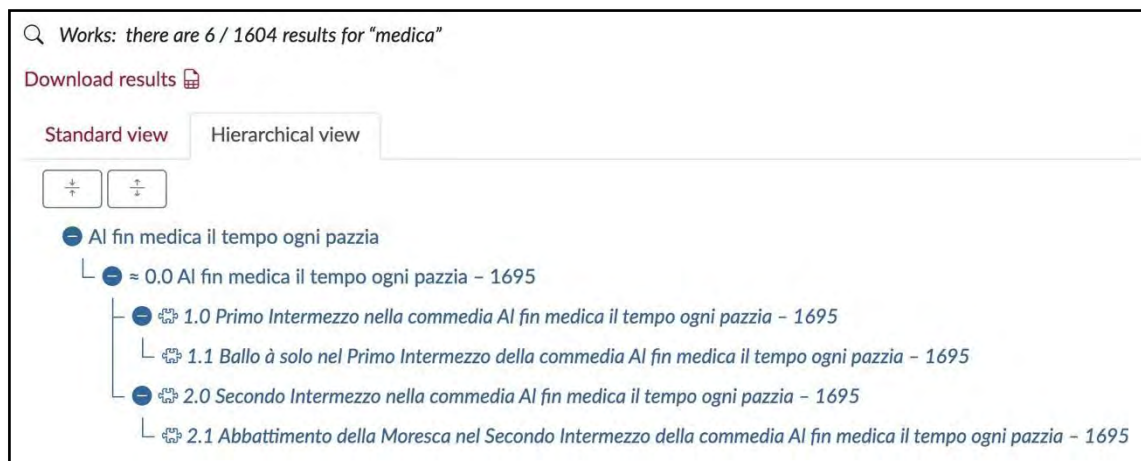 Works: there are 6 / 1604 results for “medica”
Download results
Standard view Hierarchical view
Al fin medica il tempo ogni pazzia
≈ 0.0 Al fin medica il tempo ogni pazzia – 1695
1.0 Primo Intermezzo nella commedia Al fin medica il tempo ogni pazzia – 1695
1.1 Ballo à solo nel Primo Intermezzo della commedia Al fin medica il tempo ogni pazzia – 1695
2.0 Secondo Intermezzo nella commedia Al fin medica il tempo ogni pazzia – 1695
2.1 Abbattimento della Moresca nel Secondo Intermezzo della commedia Al fin medica il tempo ogni pazzia – 1695